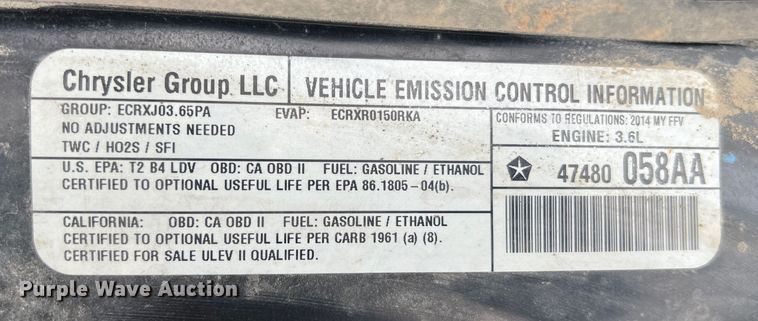 Chrysler Group LLC
VEHICLE EMISSION CONTROL INFORMATION
GROUP: ECRXJ03.65PA EVAP: ECRXR0150RKA
NO ADJUSTMENTS NEEDED
TWC / HO2S / SFI
CONFORMS TO REGULATIONS: 2014 MY FFV
ENGINE: 3.6L
U.S. EPA: T2 B4 LDV OBD: CA OBD II FUEL: GASOLINE / ETHANOL
CERTIFIED TO OPTIONAL USEFUL LIFE PER EPA 86.1805-04(b).
47480 058AA
CALIFORNIA: OBD: CA OBD II FUEL: GASOLINE / ETHANOL
CERTIFIED TO OPTIONAL USEFUL LIFE PER CARB 1961 (a) (8).
CERTIFIED FOR SALE ULEV II QUALIFIED.
Purple Wave Auction